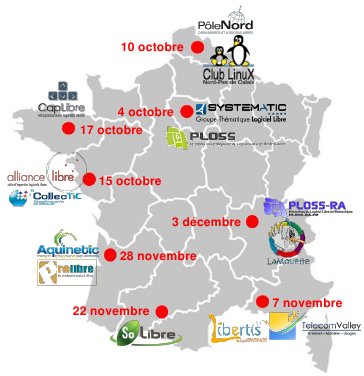 PôleNord
10 octobre
Club LinuX
NORD-PAS DE CALAIS
CapLibre
4 octobre
SYSTEMATIC
Groupe Thématique Logiciel Libre
17 octobre
PLOSS
alliance libre
15 octobre
CollecTIC
PLOSS-RA
3 décembre
Aquinetic
LaMouette
28 novembre
prolibre
7 novembre
22 novembre
So Libre
Libertis
TelecomValley